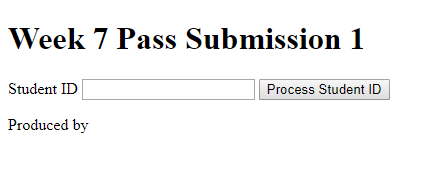 Week 7 Pass Submission 1
Student ID Process Student ID
Produced by